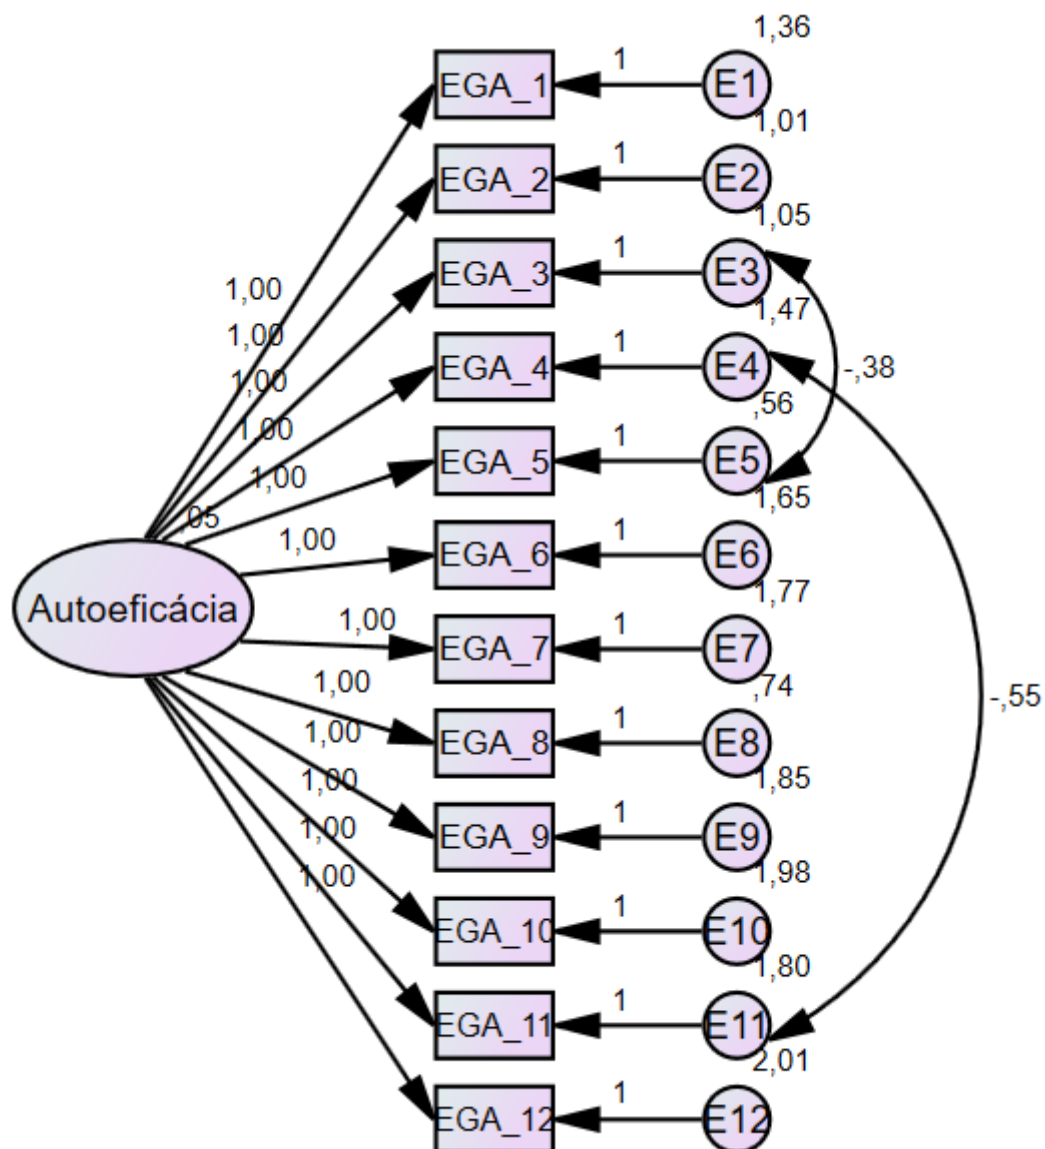 1,36
EGA_1
1
E1
1,01
EGA_2
1
E2
1,05
EGA_3
1
E3
1,00
1,47
1,00
EGA_4
1
E4
-,38
1,00
,56
1,00
EGA_5
1
E5
1,00
1,65
,05
1,00
EGA_6
1
E6
1,77
Autoeficácia
1,00
EGA_7
1
E7
1,00
,74
-,55
1,00
EGA_8
1
E8
1,00
1,85
1,00
EGA_9
1
E9
1,00
1,98
EGA_10
1
E10
1,80
EGA_11
1
E11
2,01
EGA_12
1
E12